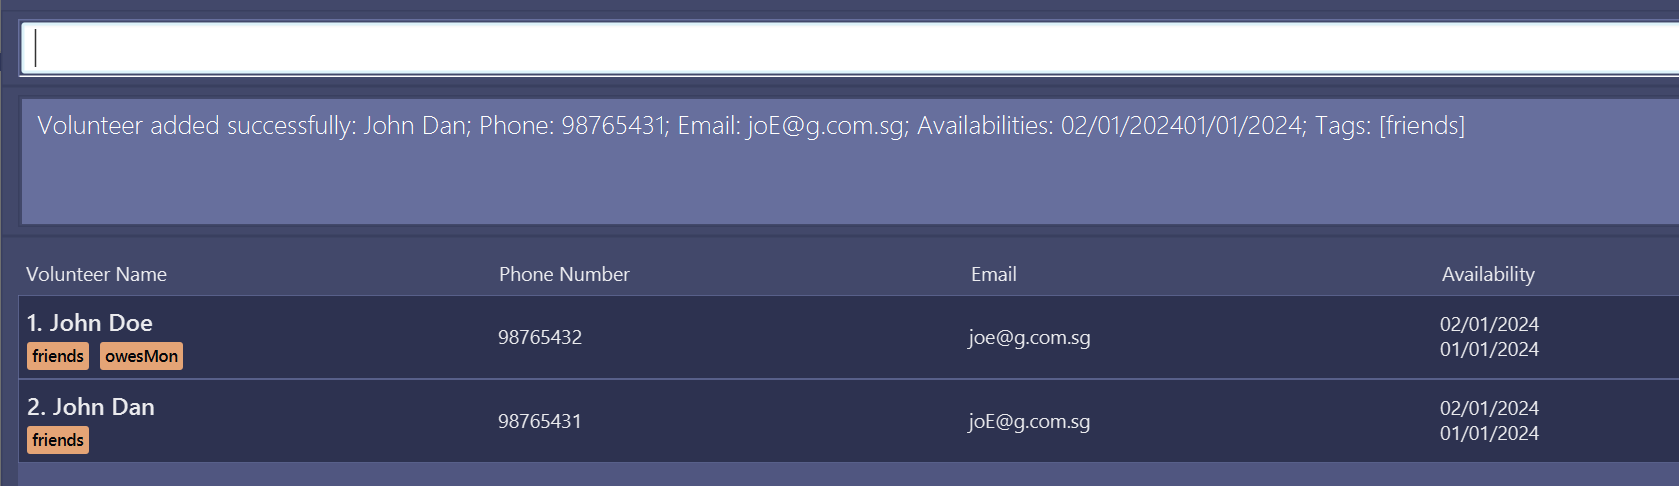 Volunteer added successfully: John Dan; Phone: 98765431; Email: joE@g.com.sg; Availabilities: 02/01/202401/01/2024; Tags: [friends]
Volunteer Name Phone Number Email Availability
1. John Doe
friends owesMon
98765432
joe@g.com.sg
02/01/2024
01/01/2024
2. John Dan
friends
98765431
joE@g.com.sg
02/01/2024
01/01/2024